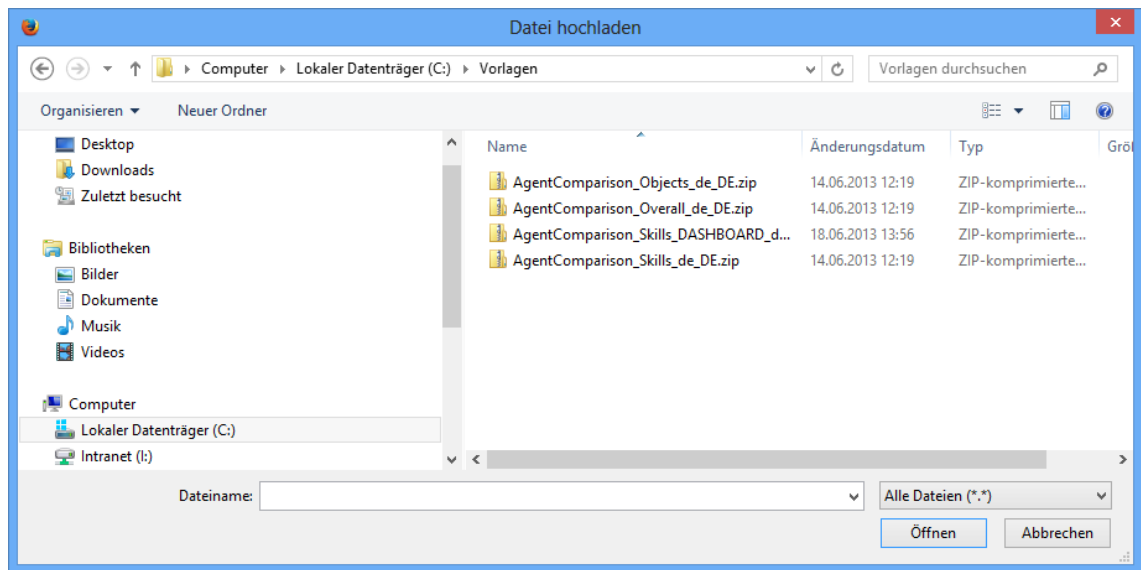 Datei hochladen
Computer Lokaler Datenträger (C:) Vorlagen Vorlagen durchsuchen
Organisieren Neuer Ordner
Desktop
Downloads
Zuletzt besucht
Bibliotheken
Bilder
Dokumente
Musik
Videos
Computer
Lokaler Datenträger (C:)
Intranet (I:)
Name Änderungsdatum Typ Größ
AgentComparison_Objects_de_DE.zip 14.06.2013 12:19 ZIP-komprimierte...
AgentComparison_Overall_de_DE.zip 14.06.2013 12:19 ZIP-komprimierte...
AgentComparison_Skills_DASHBOARD_d... 18.06.2013 13:56 ZIP-komprimierte...
AgentComparison_Skills_de_DE.zip 14.06.2013 12:19 ZIP-komprimierte...
Dateiname: Alle Dateien (*.*)
Öffnen Abbrechen